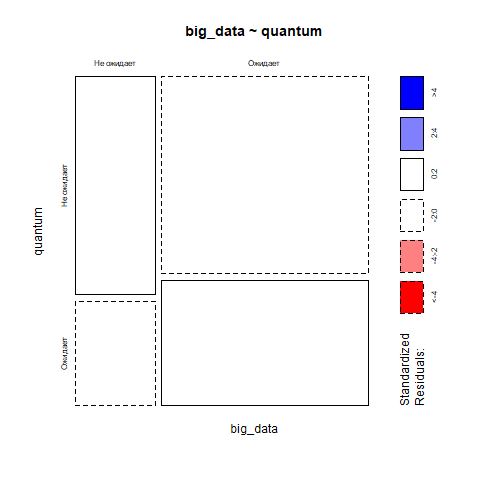 big_data ~ quantum
Не ожидает
Ожидает
quantum
Не ожидает
Ожидает
big_data
Standardized
Residuals:
<-4
-4:-2
-2:0
0:2
2:4
>4